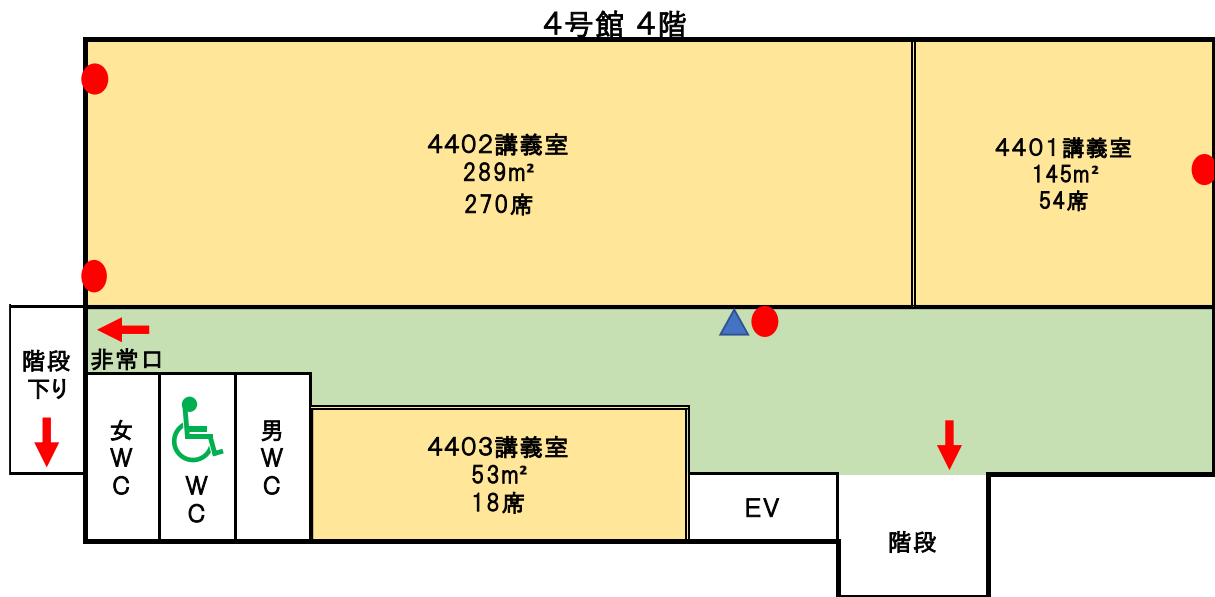 ４号館 ４階
４４０２講義室
289m²
270席
４４０１講義室
145m²
54席
階段
下り
非常口
女
Ｗ
Ｃ
Ｗ
Ｃ
男
Ｗ
Ｃ
４４０３講義室
53m²
18席
EV
階段